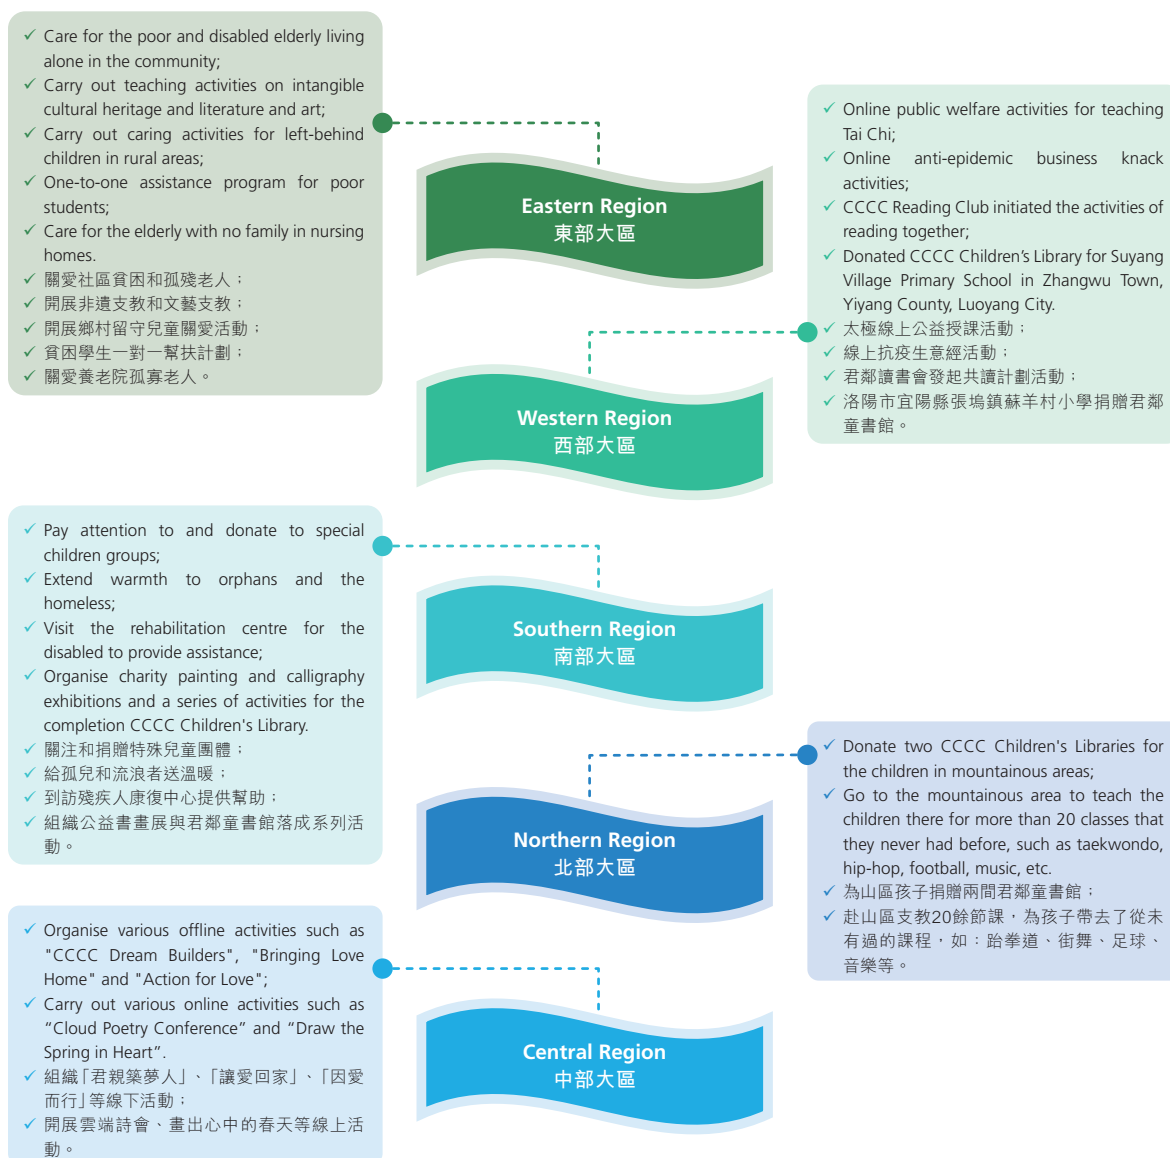 Care for the poor and disabled elderly living
alone in the community;
Carry out teaching activities on intangible
cultural heritage and literature and art;
Carry out caring activities for left-behind
children in rural areas;
One-to-one assistance program for poor
students;
Care for the elderly with no family in nursing
homes.
關愛社區貧困和孤殘老人；
開展非遺支教和文藝支教；
開展鄉村留守兒童關愛活動；
貧困學生一對一幫扶計劃；
關愛養老院孤寡老人。
Eastern Region
東部大區
Online public welfare activities for teaching
Tai Chi;
Online anti-epidemic business knack
activities;
CCCC Reading Club initiated the activities of
reading together;
Donated CCCC Children’s Library for Suyang
Village Primary School in Zhangwu Town,
Yiyang County, Luoyang City.
太極線上公益授課活動；
線上抗疫生意經活動；
君鄰讀書會發起共讀計劃活動；
洛陽市宜陽縣張塢鎮蘇羊村小學捐贈君鄰
童書館。
Western Region
西部大區
Pay attention to and donate to special
children groups;
Extend warmth to orphans and the
homeless;
Visit the rehabilitation centre for the
disabled to provide assistance;
Organise charity painting and calligraphy
exhibitions and a series of activities for the
completion CCCC Children's Library.
關注和捐贈特殊兒童團體；
給孤兒和流浪者送溫暖；
到訪殘疾人康復中心提供幫助；
組織公益書畫展與君鄰童書館落成系列活
動。
Southern Region
南部大區
Donate two CCCC Children's Libraries for
the children in mountainous areas;
Go to the mountainous area to teach the
children there for more than 20 classes that
they never had before, such as taekwondo,
hip-hop, football, music, etc.
為山區孩子捐贈兩間君鄰童書館；
赴山區支教20餘節課，為孩子帶去了從未
有過的課程，如：跆拳道、街舞、足球、
音樂等。
Northern Region
北部大區
Organise various offline activities such as
"CCCC Dream Builders", "Bringing Love
Home" and "Action for Love";
Carry out various online activities such as
“Cloud Poetry Conference” and “Draw the
Spring in Heart”.
組織「君親築夢人」、「讓愛回家」、「因愛
而行」等線下活動；
開展雲端詩會、畫出心中的春天等線上活
動。
Central Region
中部大區